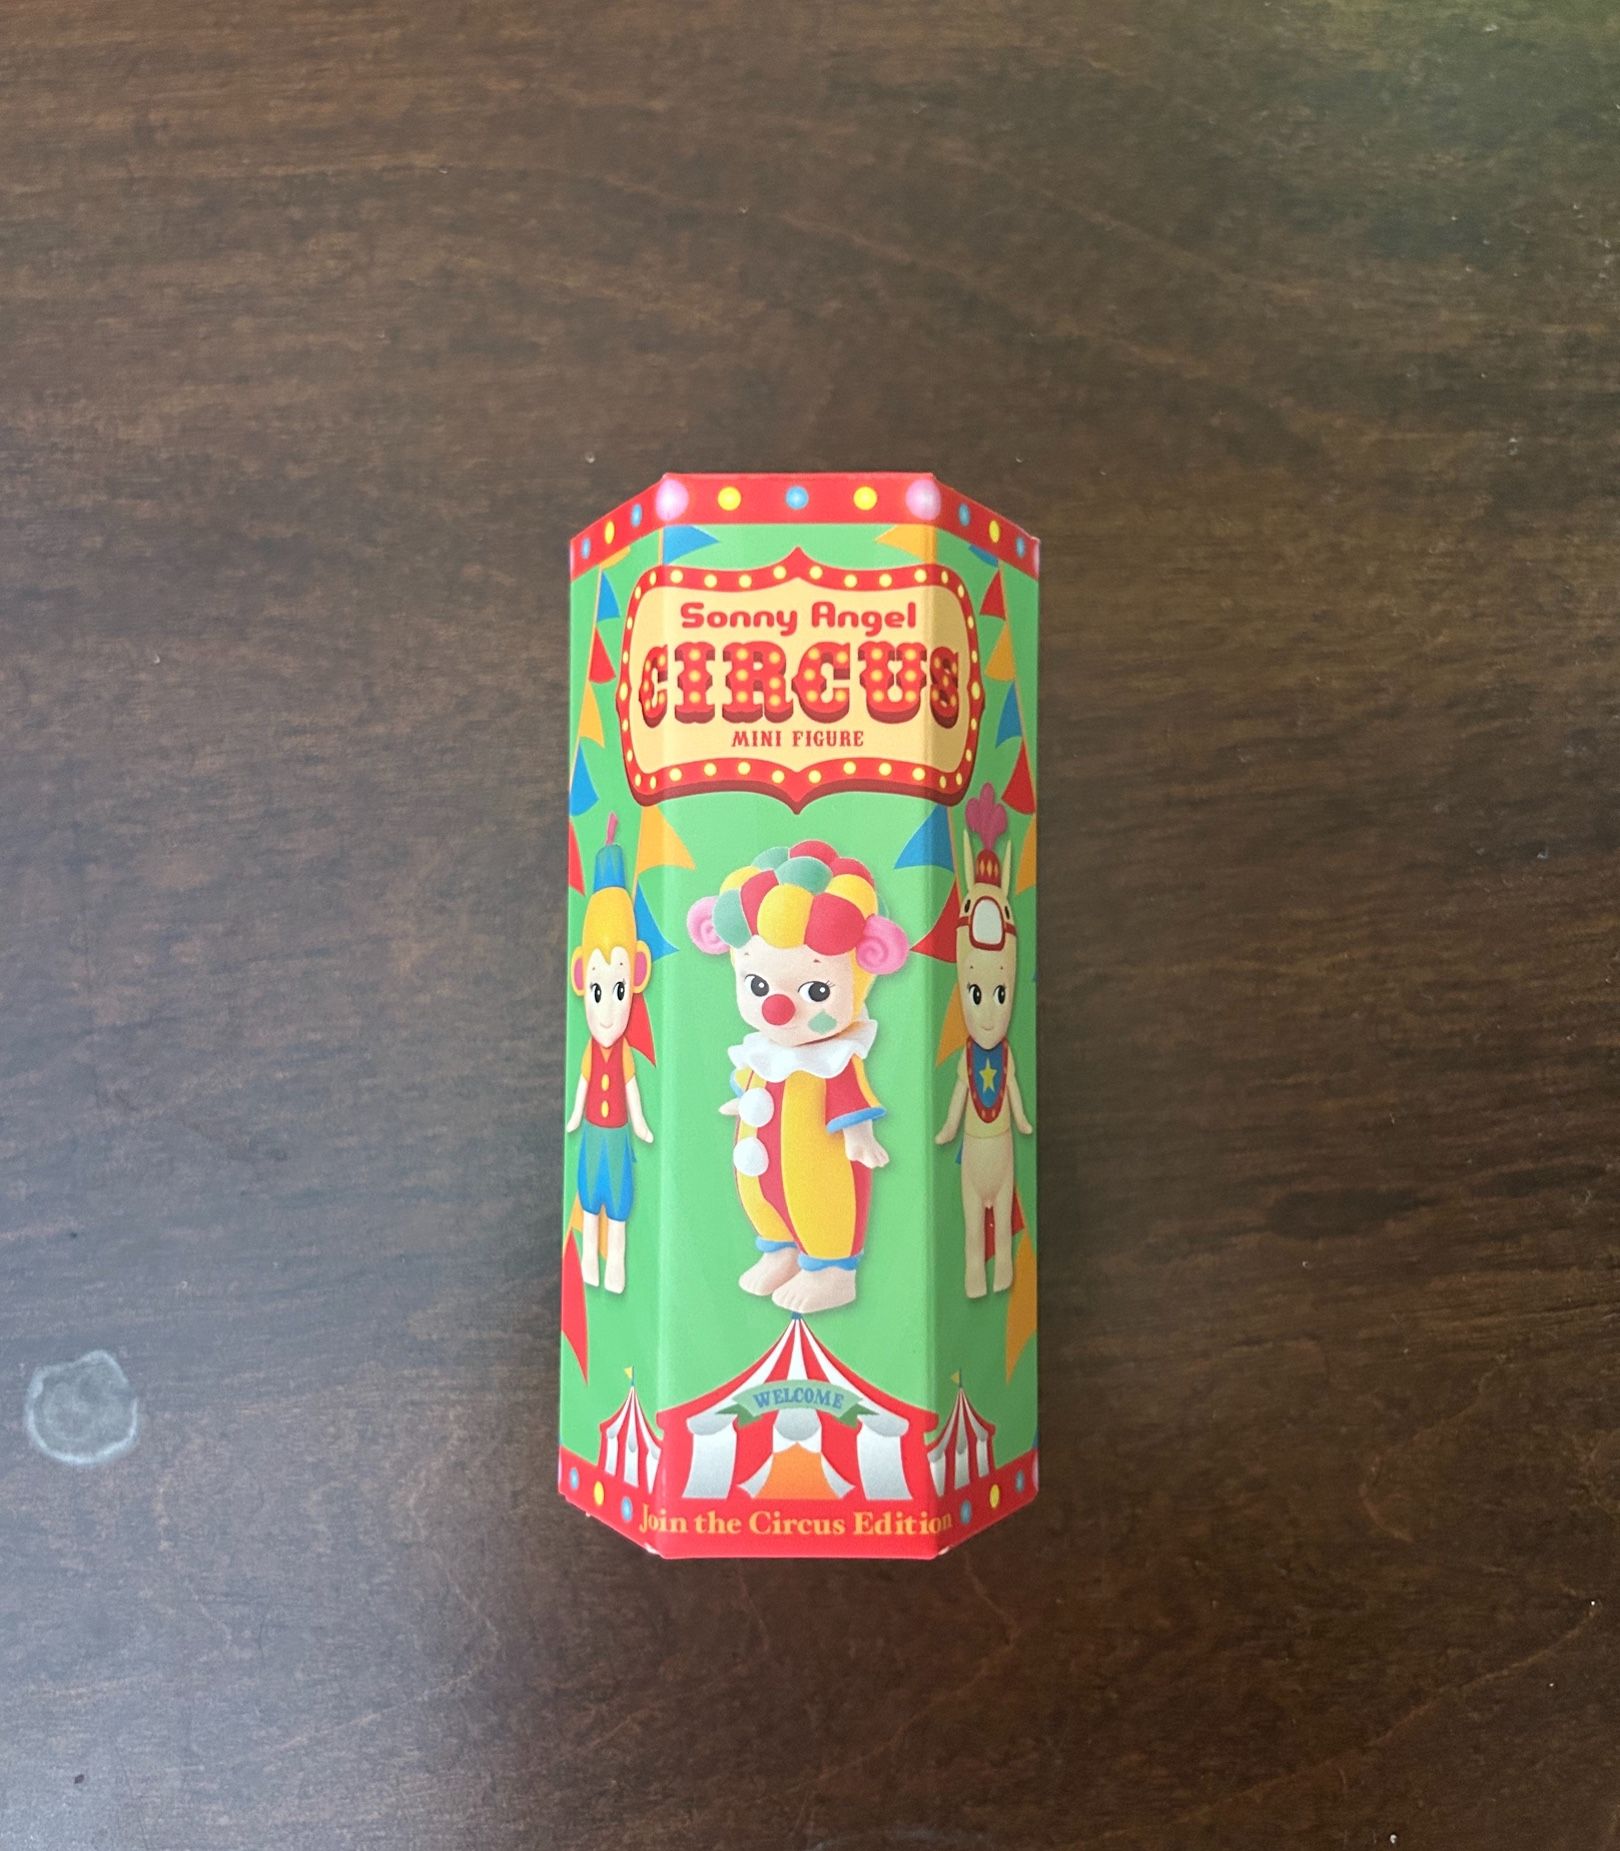 Sonny Angel
CIRCUS
MINI FIGURE
WELCOME
Join the Circus Edition